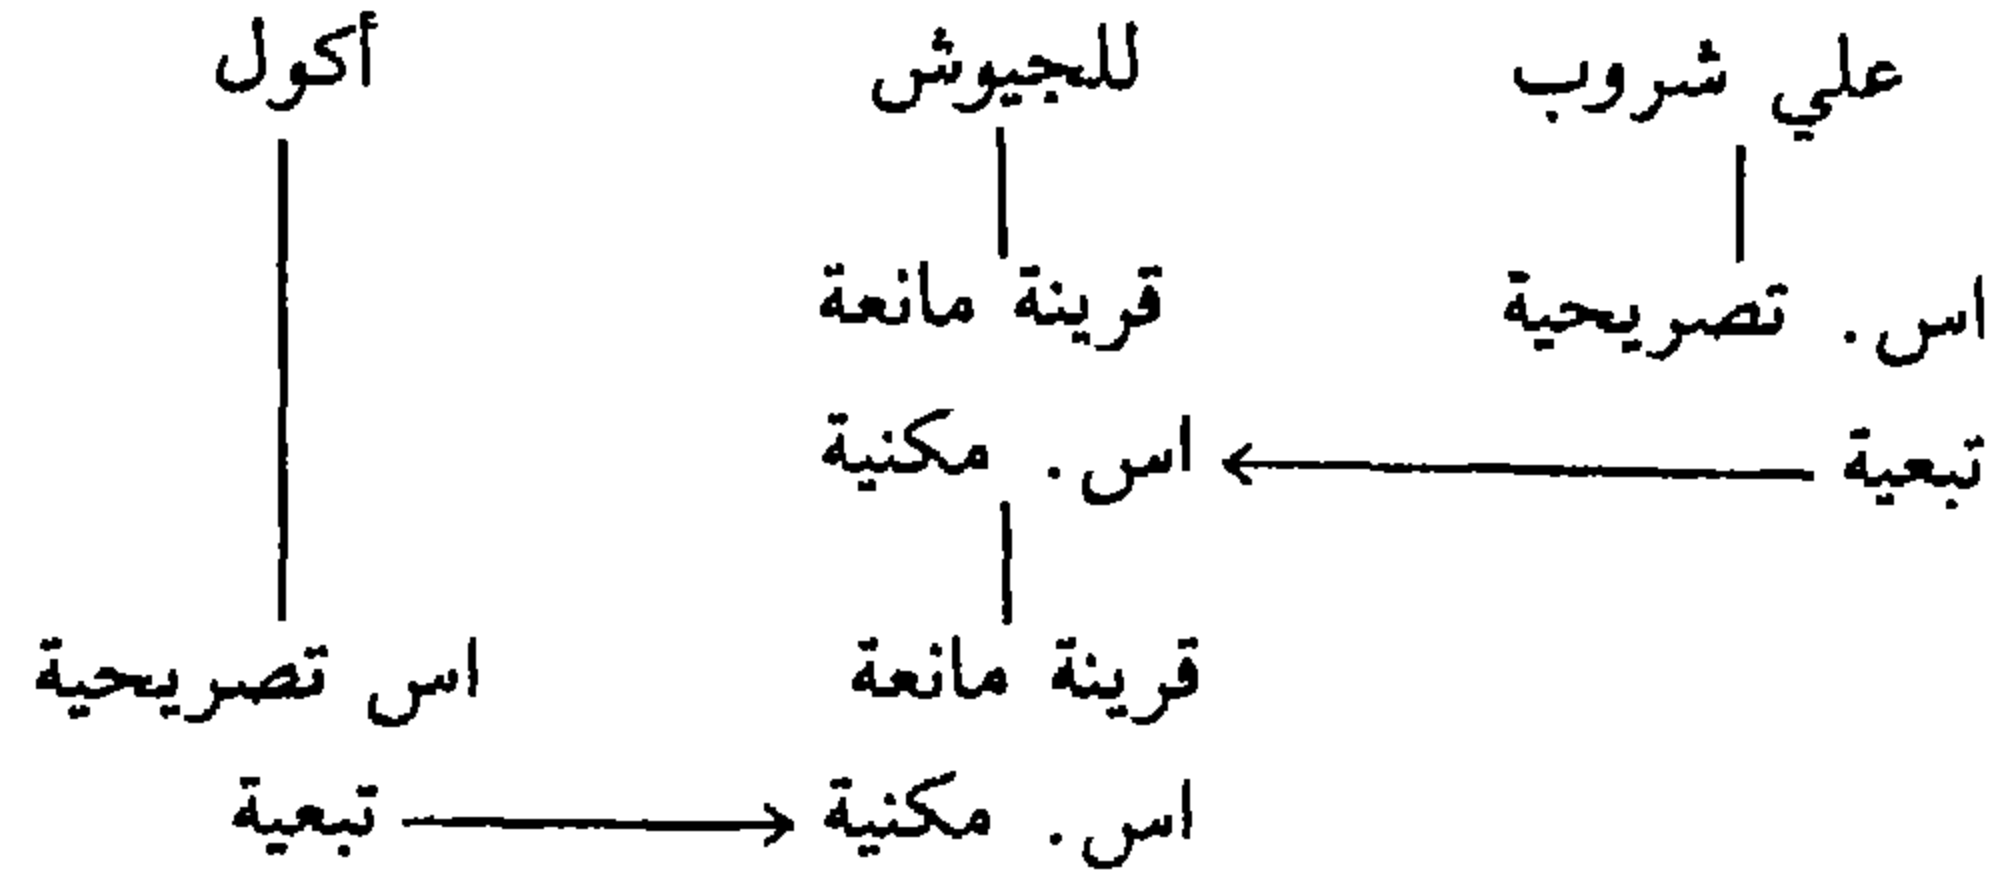 علي شروب للجيوش أكول
اس. تصريحية قرينة مانعة
تبعية اس. مكنية
قرينة مانعة اس تصريحية
اس. مكنية تبعية